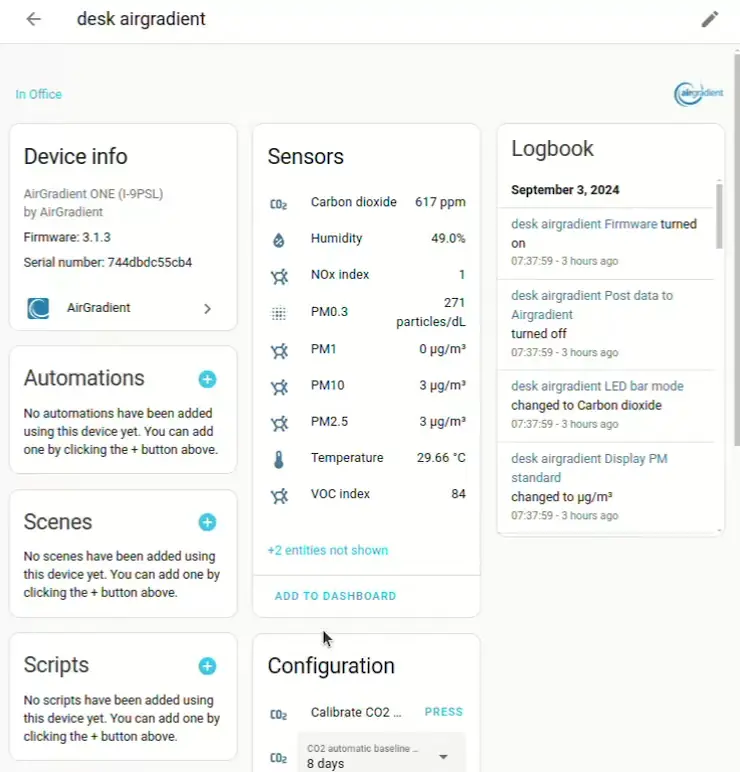 desk airgradient
In Office
airgradient
Device info
AirGradient ONE (I-9PSL)
by AirGradient
Firmware: 3.1.3
Serial number: 744dbdc55cb4
AirGradient
Automations
No automations have been added
using this device yet. You can add
one by clicking the + button above.
Scenes
No scenes have been added using
this device yet. You can add one by
clicking the + button above.
Scripts
No scripts have been added using
this device yet. You can add one by
clicking the + button above.
Sensors
CO2 Carbon dioxide 617 ppm
Humidity 49.0%
NOx index 1
PM0.3 271
particles/dL
PM1 0 μg/m³
PM10 3 μg/m³
PM2.5 3 μg/m³
Temperature 29.66 °C
VOC index 84
+2 entities not shown
ADD TO DASHBOARD
Configuration
CO2 Calibrate CO2 ... PRESS
CO2 CO2 automatic baseline ...
8 days
Logbook
September 3, 2024
desk airgradient Firmware turned
on
07:37:59 - 3 hours ago
desk airgradient Post data to
Airgradient
turned off
07:37:59 - 3 hours ago
desk airgradient LED bar mode
changed to Carbon dioxide
07:37:59 - 3 hours ago
desk airgradient Display PM
standard
changed to μg/m³
07:37:59 - 3 hours ago